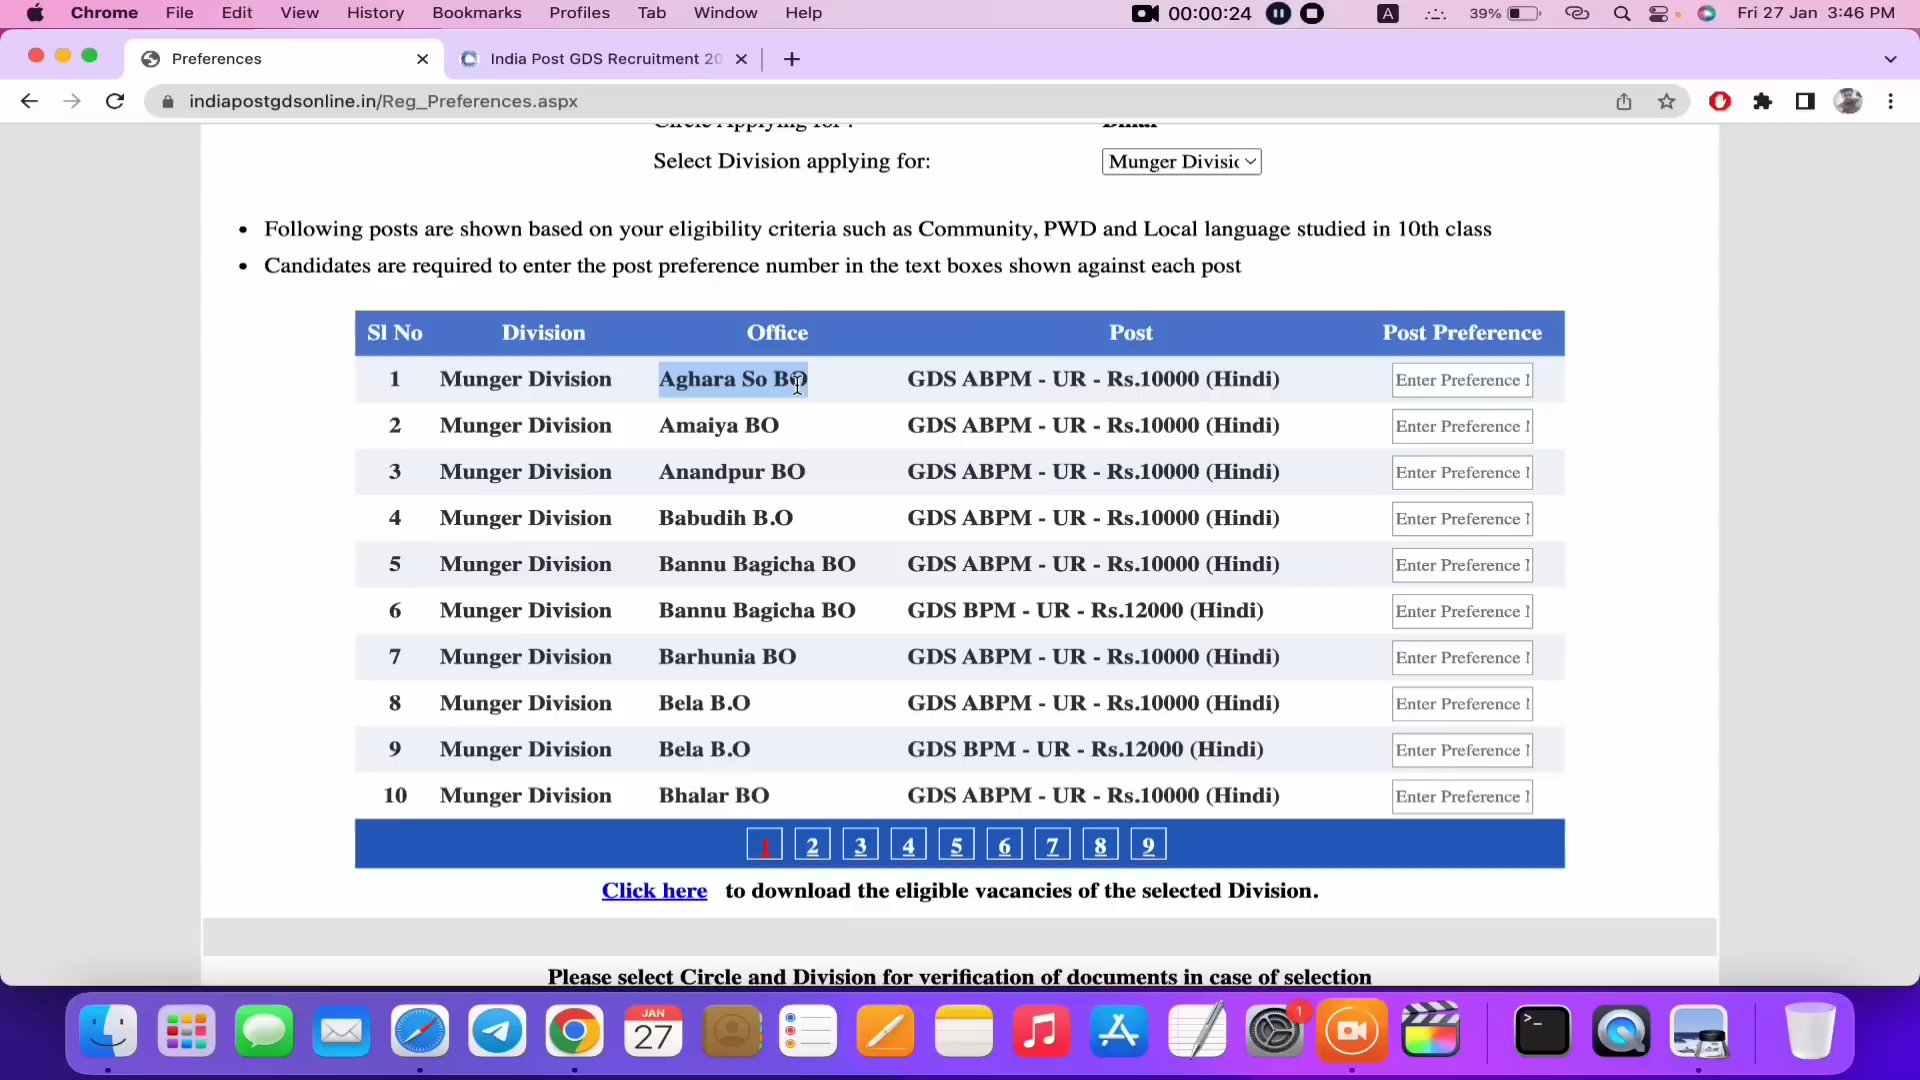 Chrome File Edit View History Bookmarks Profiles Tab Window Help 00:00:24 A 39% Fri 27 Jan 3:46 PM
Preferences India Post GDS Recruitment 20
indiapostgdsonline.in/Reg_Preferences.aspx
Circle Applying for : Bihar
Select Division applying for: Munger Divisic
• Following posts are shown based on your eligibility criteria such as Community, PWD and Local language studied in 10th class
• Candidates are required to enter the post preference number in the text boxes shown against each post
Sl No Division Office Post Post Preference
1 Munger Division Aghara So BO GDS ABPM - UR - Rs.10000 (Hindi) Enter Preference
2 Munger Division Amaiya BO GDS ABPM - UR - Rs.10000 (Hindi) Enter Preference
3 Munger Division Anandpur BO GDS ABPM - UR - Rs.10000 (Hindi) Enter Preference
4 Munger Division Babudih B.O GDS ABPM - UR - Rs.10000 (Hindi) Enter Preference
5 Munger Division Bannu Bagicha BO GDS ABPM - UR - Rs.10000 (Hindi) Enter Preference
6 Munger Division Bannu Bagicha BO GDS BPM - UR - Rs.12000 (Hindi) Enter Preference
7 Munger Division Barhunia BO GDS ABPM - UR - Rs.10000 (Hindi) Enter Preference
8 Munger Division Bela B.O GDS ABPM - UR - Rs.10000 (Hindi) Enter Preference
9 Munger Division Bela B.O GDS BPM - UR - Rs.12000 (Hindi) Enter Preference
10 Munger Division Bhalar BO GDS ABPM - UR - Rs.10000 (Hindi) Enter Preference
1 2 3 4 5 6 7 8 9
Click here to download the eligible vacancies of the selected Division.
Please select Circle and Division for verification of documents in case of selection
JAN
27
1
>_